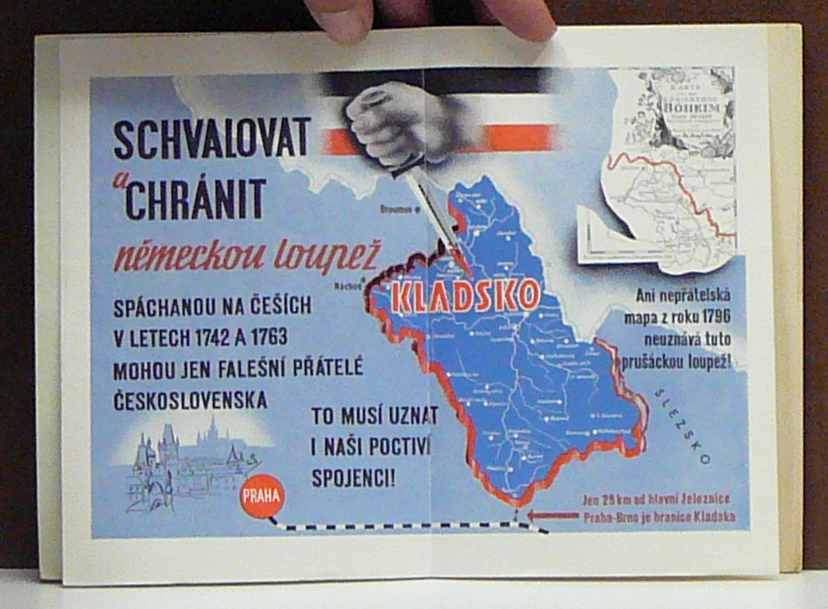 SCHVALOVAT
a CHRÁNIT
německou loupež
SPÁCHANOU NA ČEŠÍCH
V LETECH 1742 A 1763
MOHOU JEN FALEŠNÍ PŘÁTELÉ
ČESKOSLOVENSKA
TO MUSÍ UZNAT
I NAŠI POCTIVÍ
SPOJENCI!
PRAHA
Broumov
Náchod
KLADSKO
BÖHEIM
Ani nepřátelská
mapa z roku 1796
neuznává tuto
prušáckou loupež!
SLEZSKO
Jen 29 km od hlavní železnice
Praha-Brno je hranice Kladska